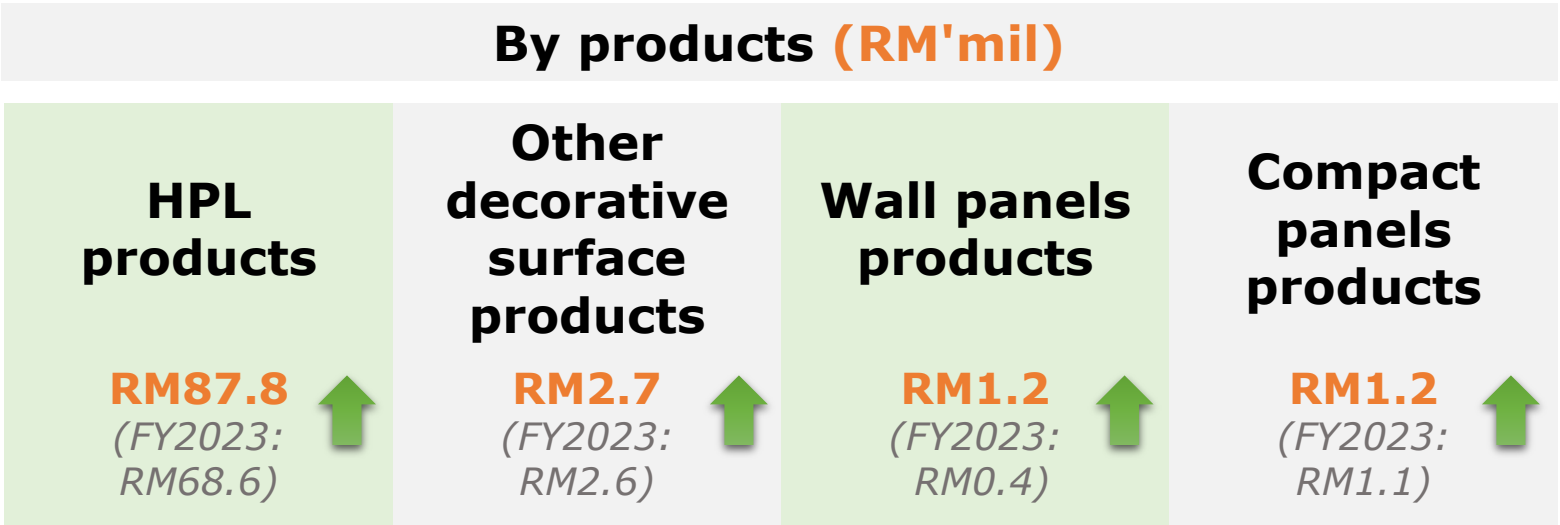 By products (RM'mil)
HPL
products
RM87.8
(FY2023:
RM68.6)
Other
decorative
surface
products
RM2.7
(FY2023:
RM2.6)
Wall panels
products
RM1.2
(FY2023:
RM0.4)
Compact
panels
products
RM1.2
(FY2023:
RM1.1)